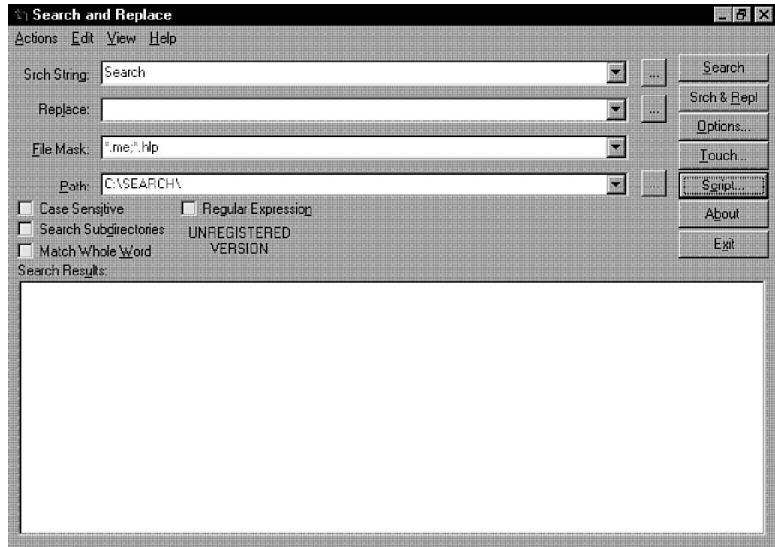 Search and Replace
Actions Edit View Help
Srch String: Search ... Search
Replace: ... Srch & Repl
Options...
File Mask: *.me;*.hlp
Touch...
Path: C:\SEARCH\ ... Script...
Case Sensitive Regular Expression About
Search Subdirectories UNREGISTERED
VERSION
Match Whole Word Exit
Search Results: